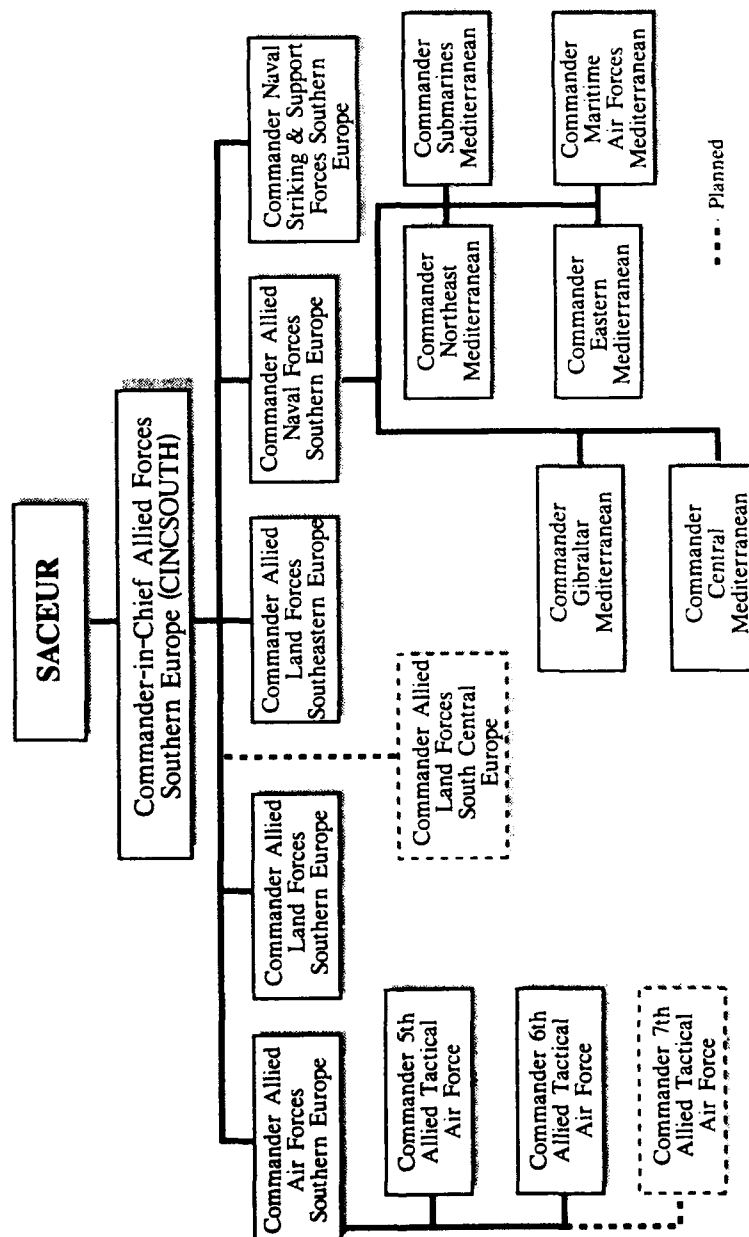 SACEUR
Commander-in-Chief Allied Forces
Southern Europe (CINCSOUTH)
Commander Allied
Air Forces
Southern Europe
Commander Allied
Land Forces
Southern Europe
Commander Allied
Land Forces
Southeastern Europe
Commander Allied
Naval Forces
Southern Europe
Commander Naval
Striking & Support
Forces Southern
Europe
Commander Allied
Land Forces
South Central
Europe
Commander 5th
Allied Tactical
Air Force
Commander 6th
Allied Tactical
Air Force
Commander 7th
Allied Tactical
Air Force
Commander
Gibraltar
Mediterranean
Commander
Central
Mediterranean
Commander
Northeast
Mediterranean
Commander
Submarines
Mediterranean
Commander
Eastern
Mediterranean
Commander
Maritime
Air Forces
Mediterranean
Planned